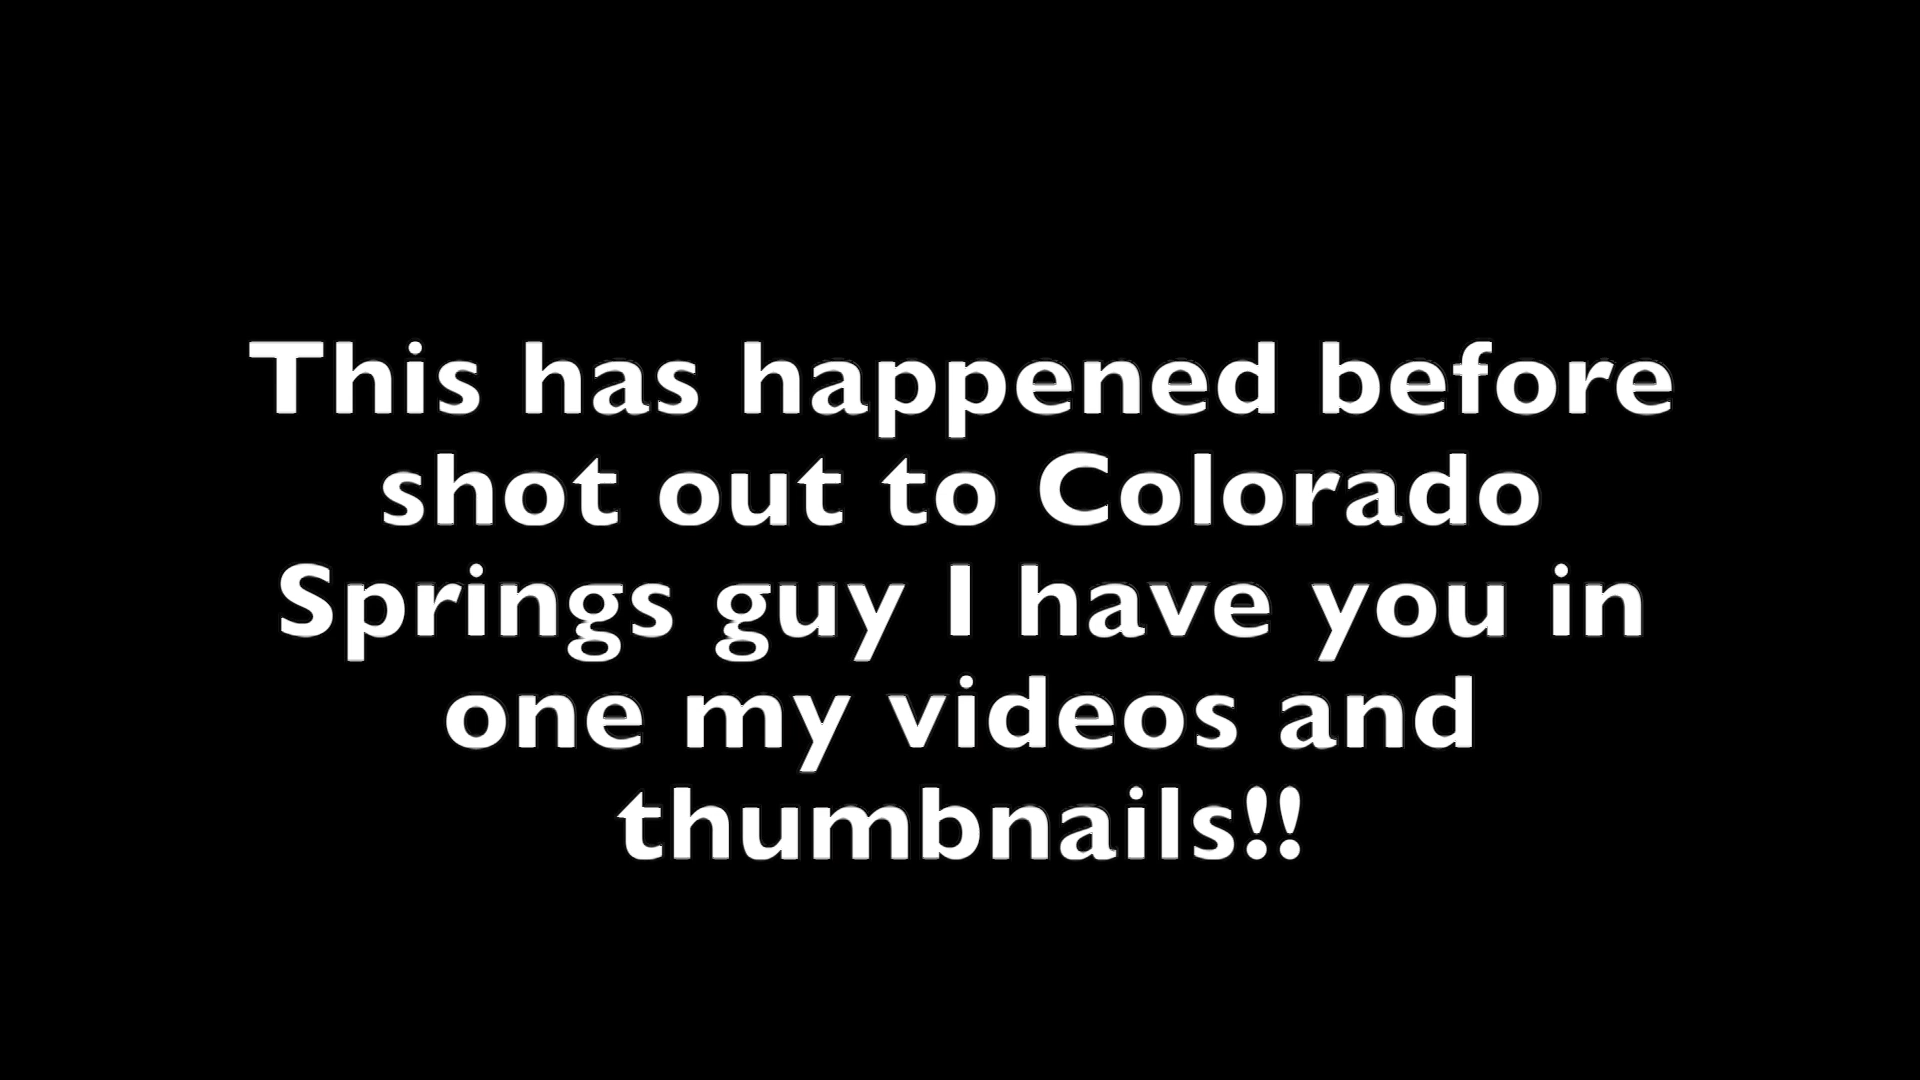 This has happened before
shot out to Colorado
Springs guy I have you in
one my videos and
thumbnails!!